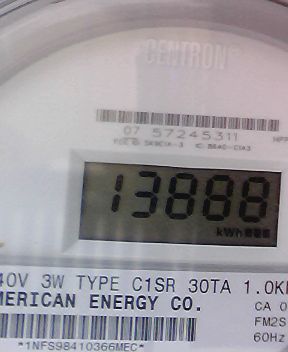 CENTRON®
07 57245311
13888
kWh
40V 3W TYPE C1SR 30TA 1.0K
MERICAN ENERGY CO.
CA 0
FM2S
60Hz
*1NFS98410366MEC*